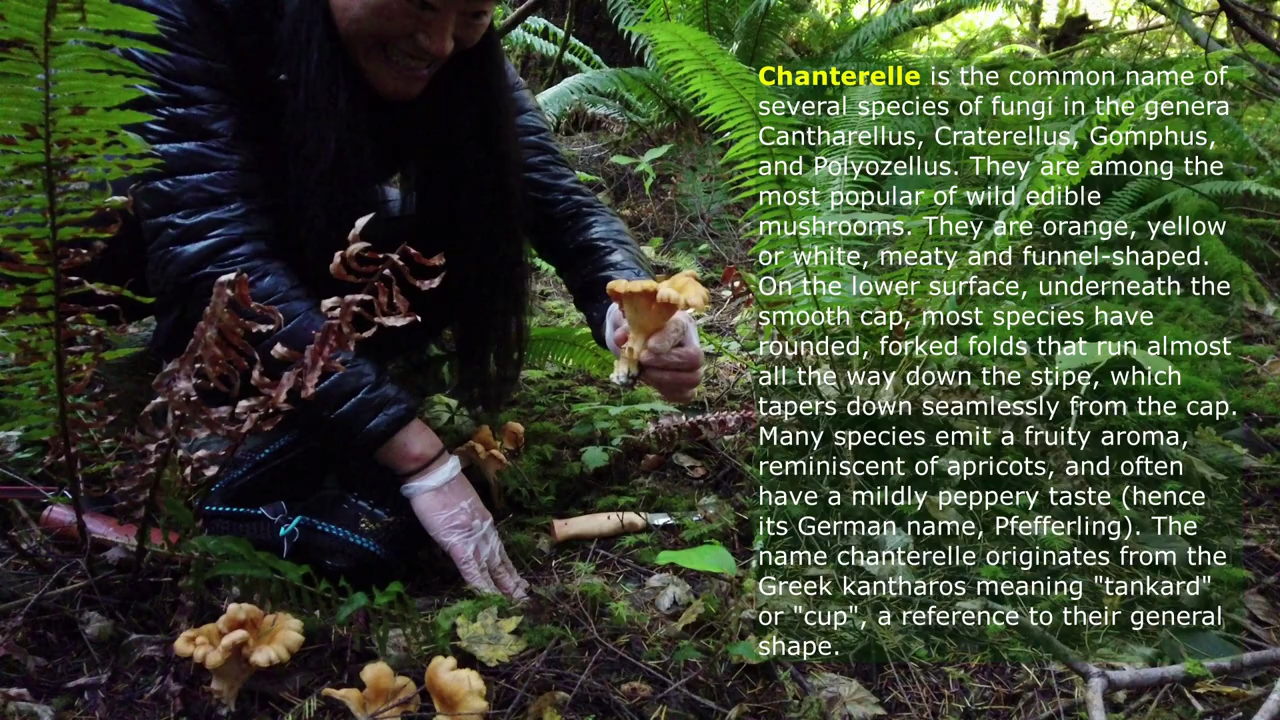 Chanterelle is the common name of
several species of fungi in the genera
Cantharellus, Craterellus, Gomphus,
and Polyozellus. They are among the
most popular of wild edible
mushrooms. They are orange, yellow
or white, meaty and funnel-shaped.
On the lower surface, underneath the
smooth cap, most species have
rounded, forked folds that run almost
all the way down the stipe, which
tapers down seamlessly from the cap.
Many species emit a fruity aroma,
reminiscent of apricots, and often
have a mildly peppery taste (hence
its German name, Pfefferling). The
name chanterelle originates from the
Greek kantharos meaning "tankard"
or "cup", a reference to their general
shape.